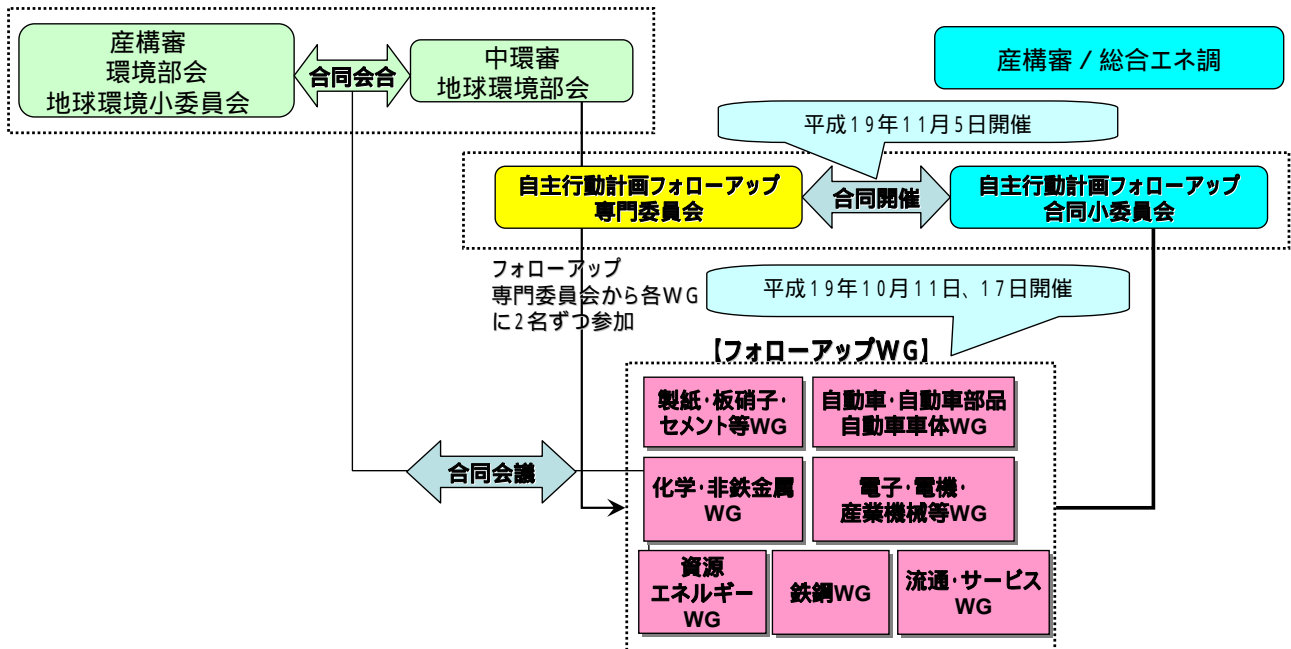 産構審
環境部会
地球環境小委員会
合同会合
中環審
地球環境部会
産構審／総合エネ調
平成19年11月5日開催
自主行動計画フォローアップ
専門委員会
合同開催
自主行動計画フォローアップ
合同小委員会
フォローアップ
専門委員会から各WG
に2名ずつ参加
平成19年10月11日、17日開催
【フォローアップWG】
製紙・板硝子・
セメント等WG
自動車・自動車部品
自動車車体WG
合同会議
化学・非鉄金属
WG
電子・電機・
産業機械等WG
資源
エネルギー
WG
鉄鋼WG
流通・サービス
WG